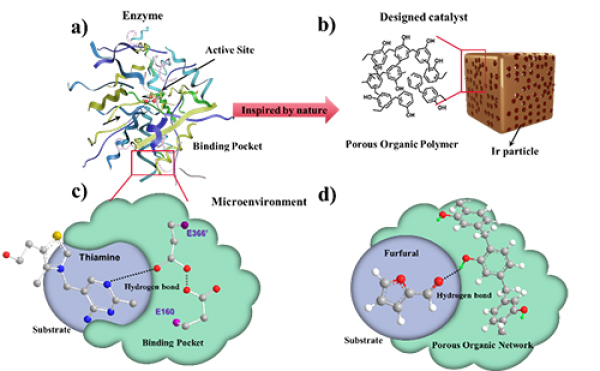 a)
Enzyme
Active Site
Binding Pocket
Inspired by nature
b)
Designed catalyst
OH
Porous Organic Polymer
Ir particle
c)
Microenvironment
Thiamine
E366'
Hydrogen bond
E160
Substrate
Binding Pocket
d)
Furfural
Hydrogen bond
Substrate
Porous Organic Network